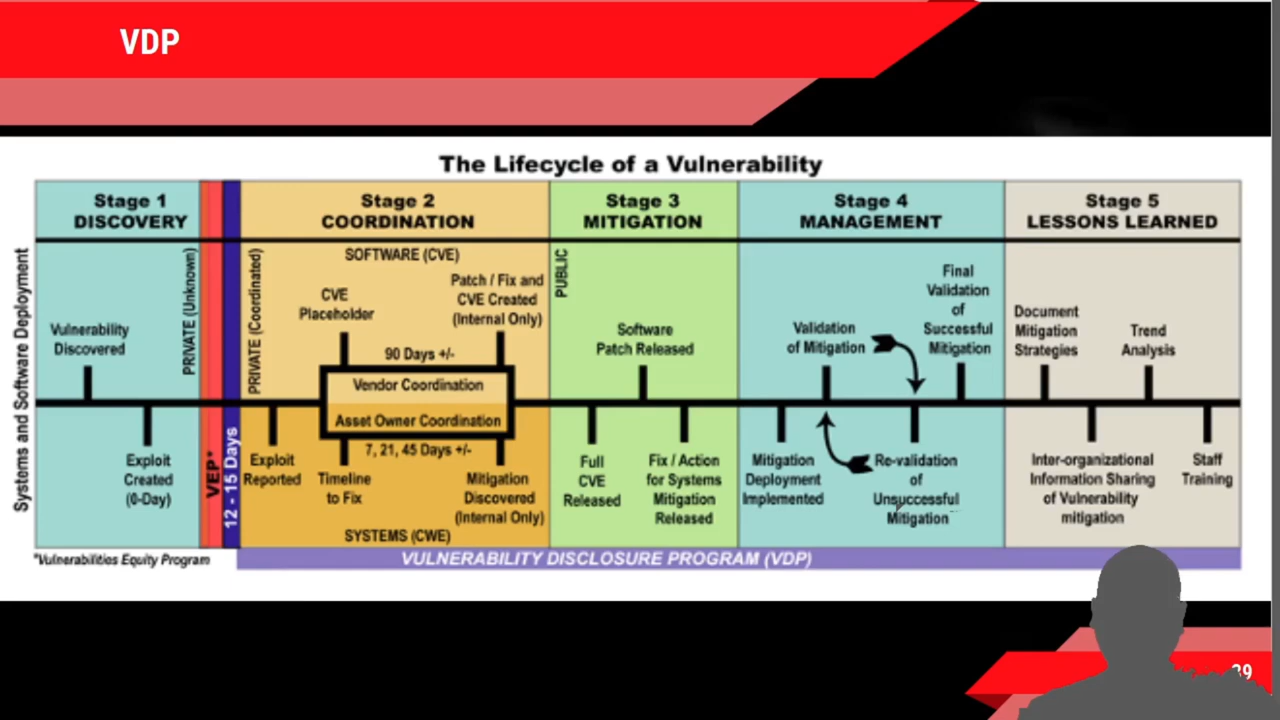 VDP
The Lifecycle of a Vulnerability
Systems and Software Deployment
Stage 1
DISCOVERY
Vulnerability
Discovered
Exploit
Created
(0-Day)
PRIVATE (Unknown)
VEP*
12 - 15 Days
Stage 2
COORDINATION
PRIVATE (Coordinated)
SOFTWARE (CVE)
CVE
Placeholder
Patch / Fix and
CVE Created
(Internal Only)
90 Days +/-
Vendor Coordination
Asset Owner Coordination
7, 21, 45 Days +/-
Exploit
Reported
Timeline
to Fix
Mitigation
Discovered
(Internal Only)
SYSTEMS (CWE)
Stage 3
MITIGATION
PUBLIC
Software
Patch Released
Full
CVE
Released
Fix / Action
for Systems
Mitigation
Released
Stage 4
MANAGEMENT
Validation
of Mitigation
Final
Validation
of
Successful
Mitigation
Mitigation
Deployment
Implemented
Re-validation
of
Unsuccessful
Mitigation
Stage 5
LESSONS LEARNED
Document
Mitigation
Strategies
Trend
Analysis
Inter-organizational
Information Sharing
of Vulnerability
mitigation
Staff
Training
*Vulnerabilities Equity Program
VULNERABILITY DISCLOSURE PROGRAM (VDP)
39